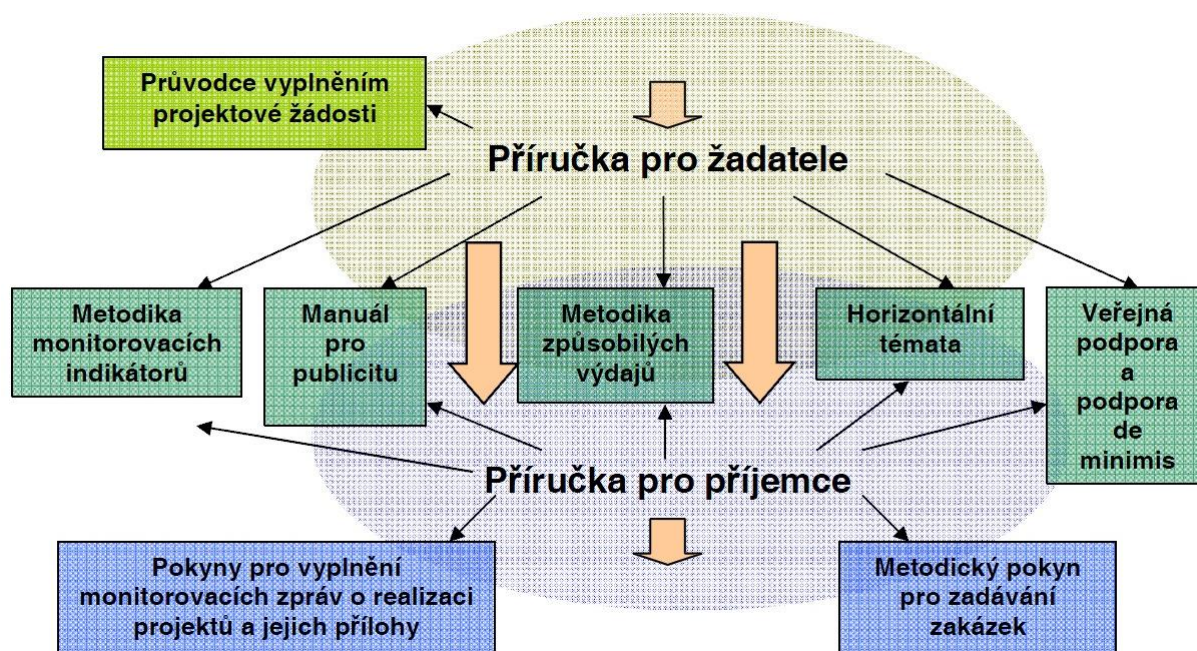 Průvodce vyplněním
projektové žádosti
Příručka pro žadatele
Metodika
monitorovacích
indikátorů
Manuál
pro
publicitu
Metodika
způsobilých
výdajů
Horizontální
témata
Veřejná
podpora
a
podpora
de
minimis
Příručka pro příjemce
Pokyny pro vyplnění
monitorovacích zpráv o realizaci
projektů a jejich přílohy
Metodický pokyn
pro zadávání
zakázek